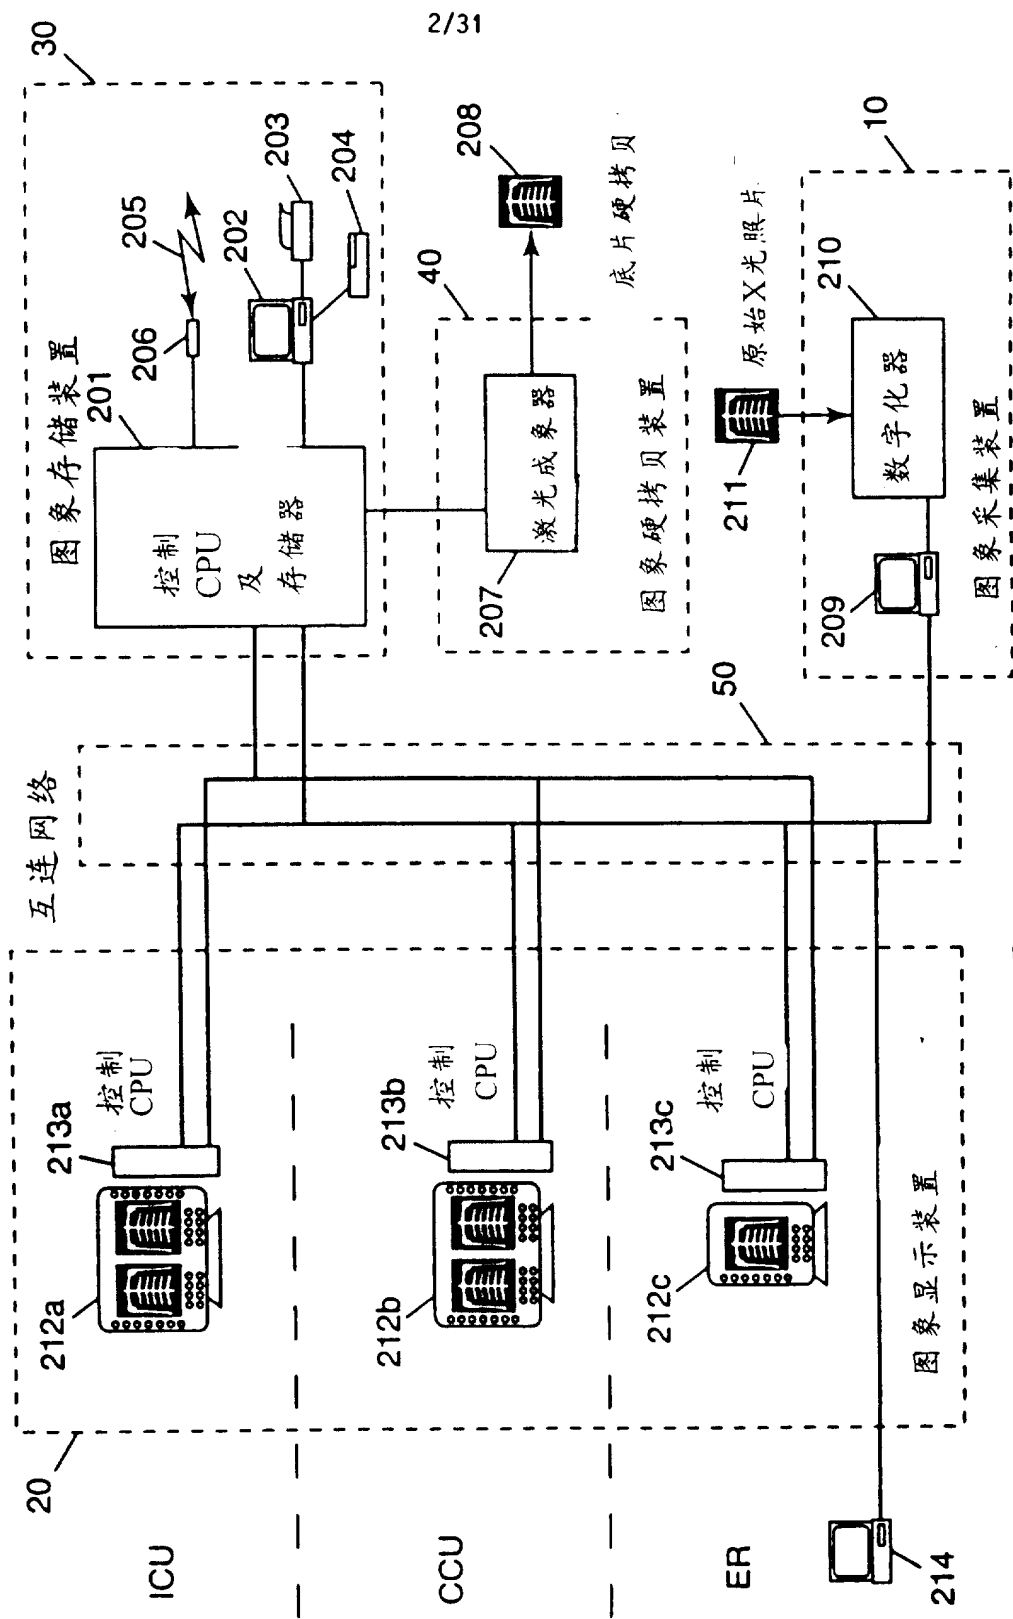 2/31
30
图象存储装置
201
控制
CPU
及
存储器
206
205
202
203
204
40
208
底片硬拷贝
激光成象器
207
图象硬拷贝装置
10
原始X光照片
211
210
数字化器
209
图象采集装置
互连网络
50
20
ICU
212a
213a
控制
CPU
CCU
212b
213b
控制
CPU
ER
212c
213c
控制
CPU
图象显示装置
214